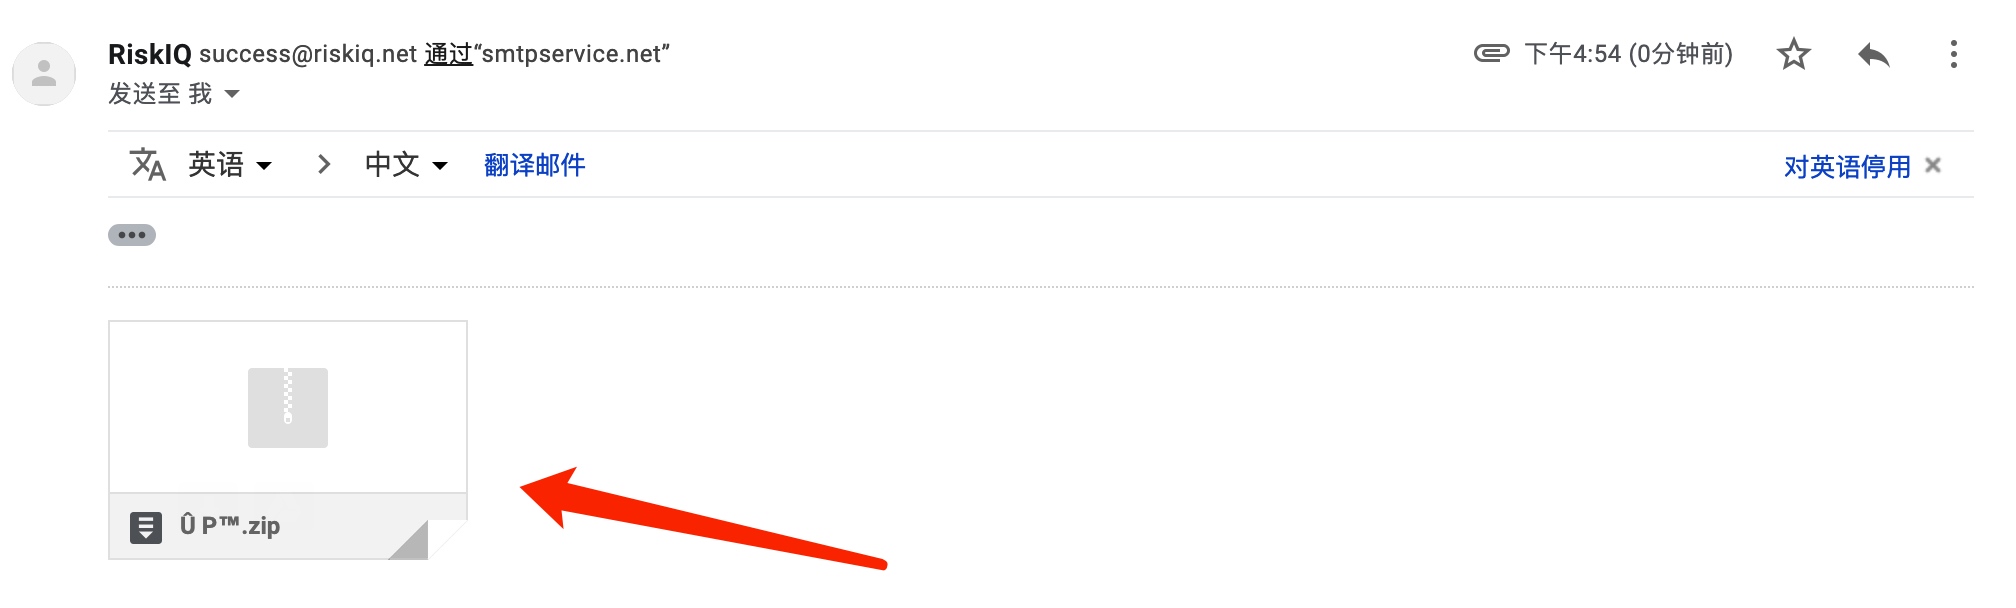 RiskIQ success@riskiq.net 通过“smtpservice.net” 下午4:54 (0分钟前)
发送至 我
英语 中文 翻译邮件 对英语停用
Û P™.zip